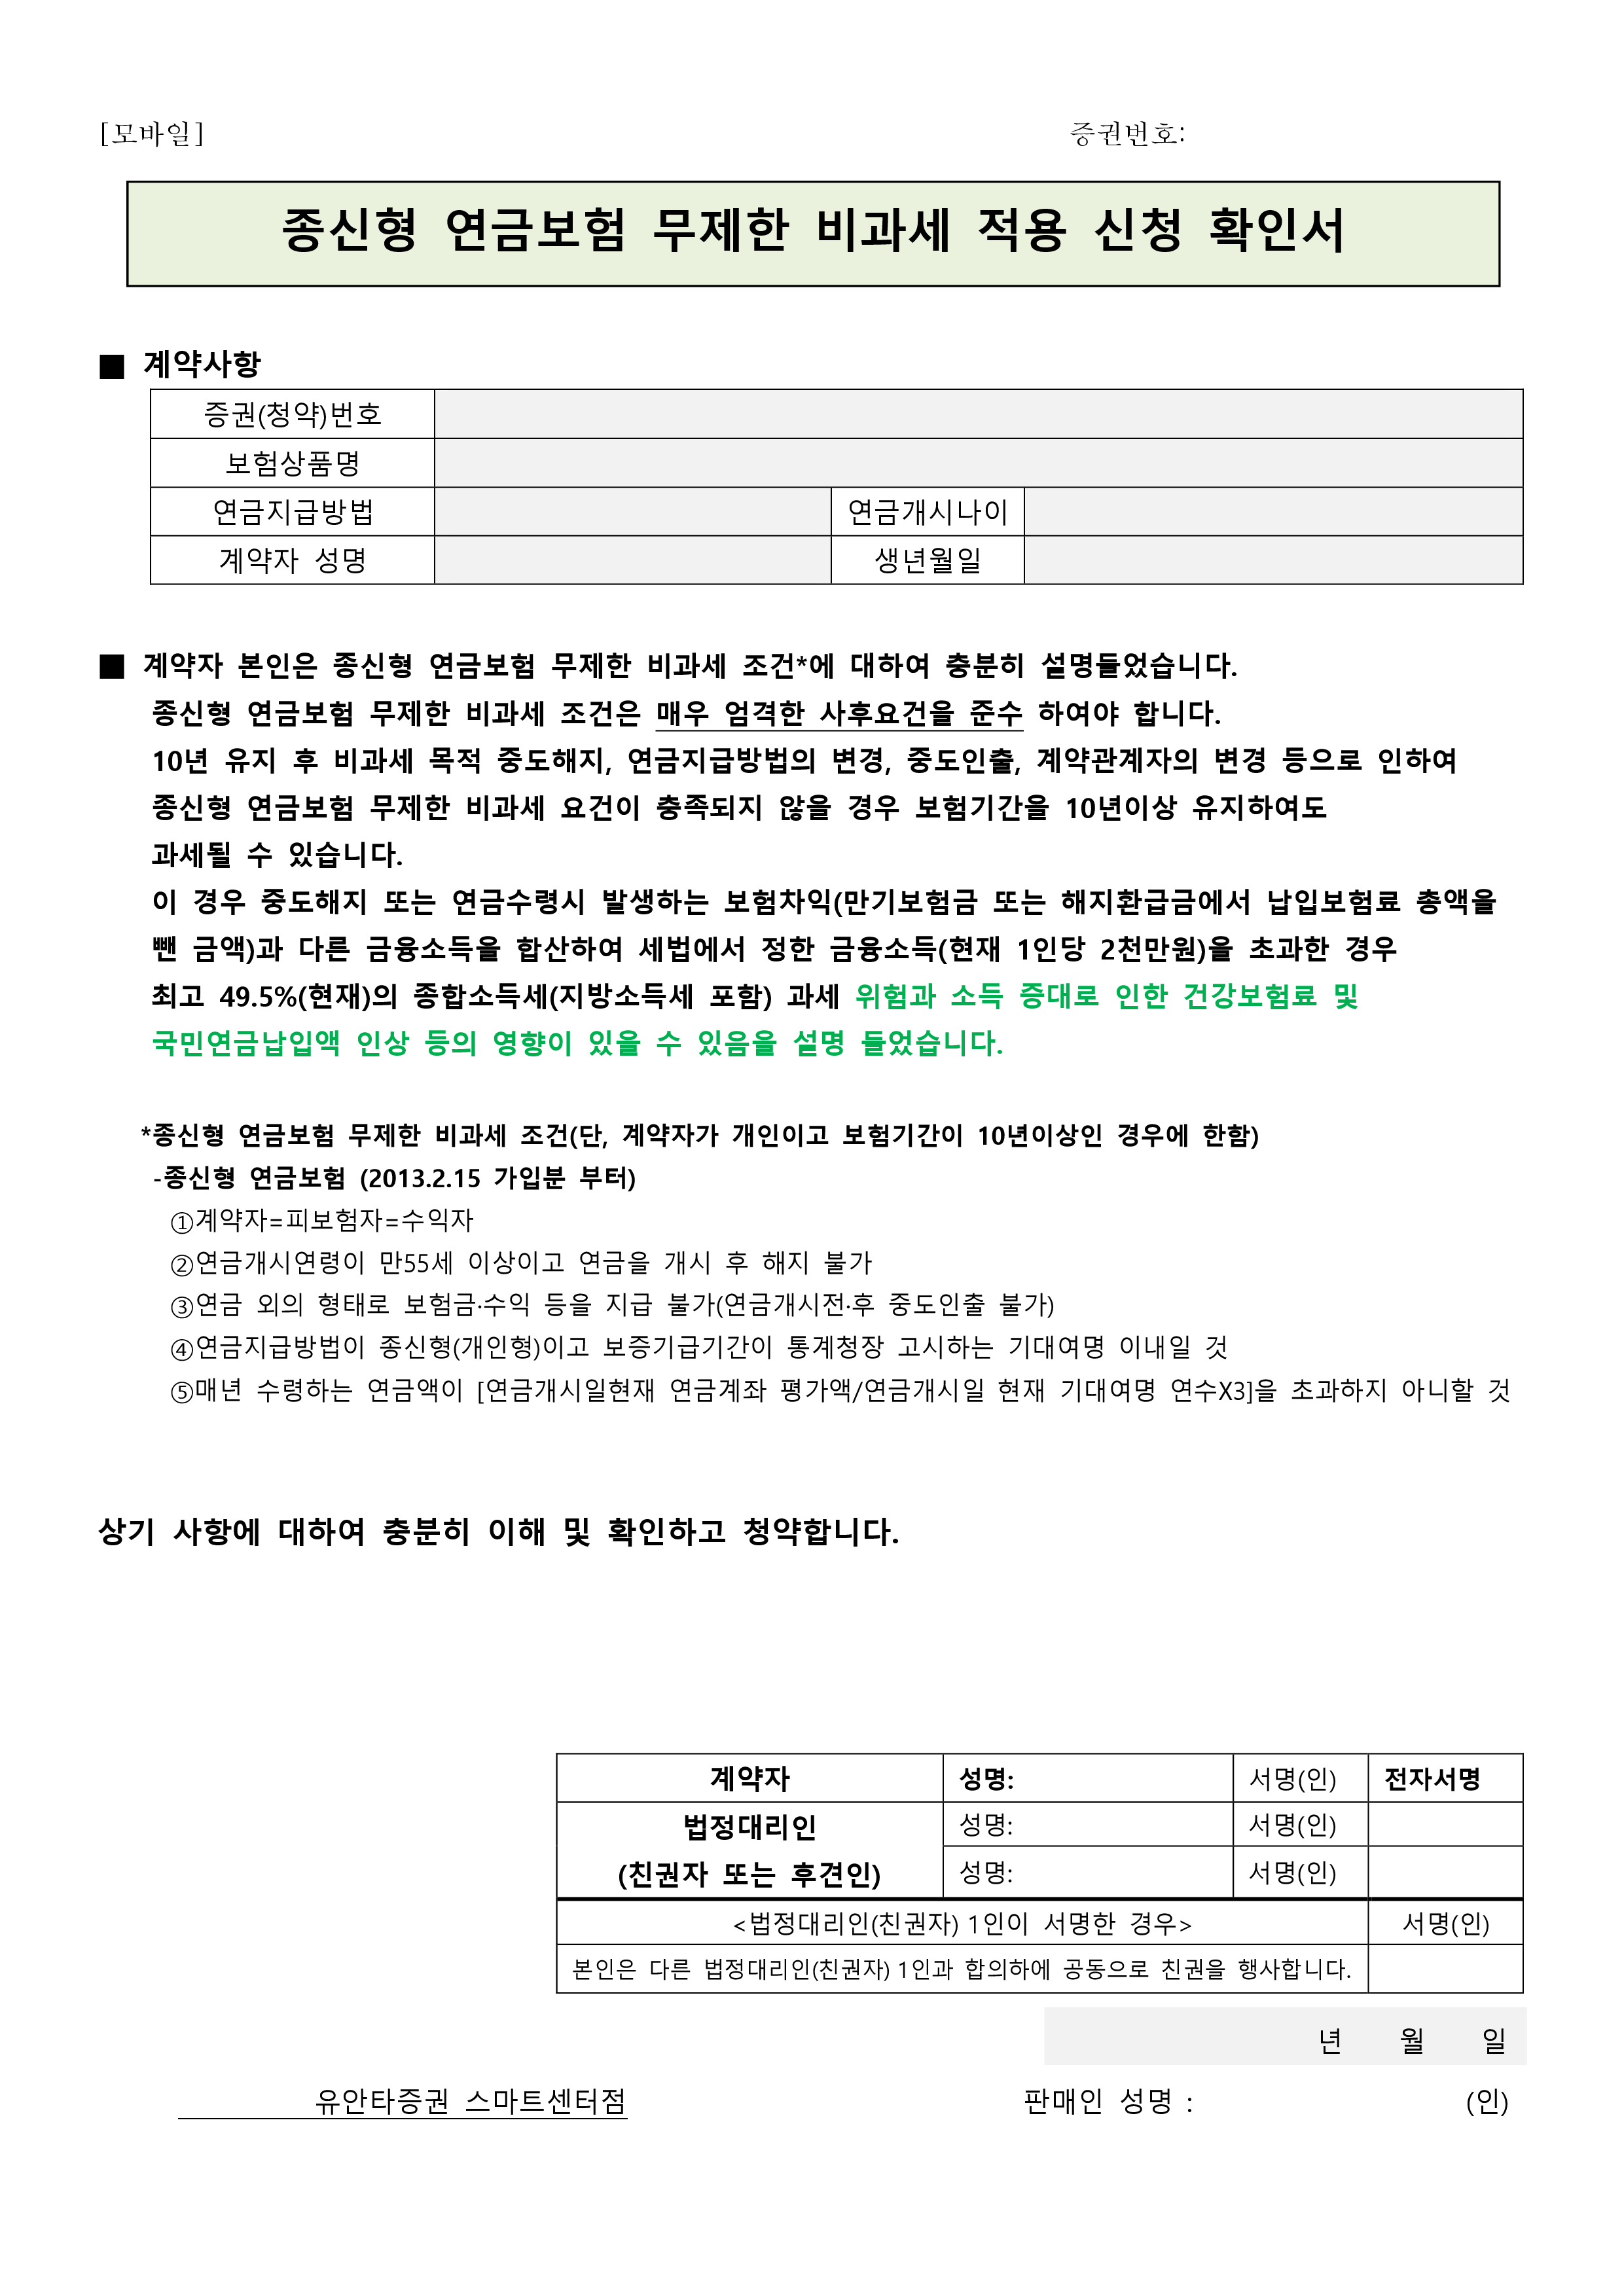 [모바일] 증권번호:
종신형 연금보험 무제한 비과세 적용 신청 확인서
■ 계약사항
증권(청약)번호
보험상품명
연금지급방법 연금개시나이
계약자 성명 생년월일
■ 계약자 본인은 종신형 연금보험 무제한 비과세 조건*에 대하여 충분히 설명들었습니다.
종신형 연금보험 무제한 비과세 조건은 매우 엄격한 사후요건을 준수 하여야 합니다.
10년 유지 후 비과세 목적 중도해지, 연금지급방법의 변경, 중도인출, 계약관계자의 변경 등으로 인하여
종신형 연금보험 무제한 비과세 요건이 충족되지 않을 경우 보험기간을 10년이상 유지하여도
과세될 수 있습니다.
이 경우 중도해지 또는 연금수령시 발생하는 보험차익(만기보험금 또는 해지환급금에서 납입보험료 총액을
뺀 금액)과 다른 금융소득을 합산하여 세법에서 정한 금융소득(현재 1인당 2천만원)을 초과한 경우
최고 49.5%(현재)의 종합소득세(지방소득세 포함) 과세 위험과 소득 증대로 인한 건강보험료 및
국민연금납입액 인상 등의 영향이 있을 수 있음을 설명 들었습니다.
*종신형 연금보험 무제한 비과세 조건(단, 계약자가 개인이고 보험기간이 10년이상인 경우에 한함)
-종신형 연금보험 (2013.2.15 가입분 부터)
①계약자=피보험자=수익자
②연금개시연령이 만55세 이상이고 연금을 개시 후 해지 불가
③연금 외의 형태로 보험금·수익 등을 지급 불가(연금개시전·후 중도인출 불가)
④연금지급방법이 종신형(개인형)이고 보증기급기간이 통계청장 고시하는 기대여명 이내일 것
⑤매년 수령하는 연금액이 [연금개시일현재 연금계좌 평가액/연금개시일 현재 기대여명 연수X3]을 초과하지 아니할 것
상기 사항에 대하여 충분히 이해 및 확인하고 청약합니다.
계약자 성명: 서명(인) 전자서명
법정대리인 성명: 서명(인)
(친권자 또는 후견인) 성명: 서명(인)
<법정대리인(친권자) 1인이 서명한 경우> 서명(인)
본인은 다른 법정대리인(친권자) 1인과 합의하에 공동으로 친권을 행사합니다.
년 월 일
유안타증권 스마트센터점 판매인 성명 : (인)